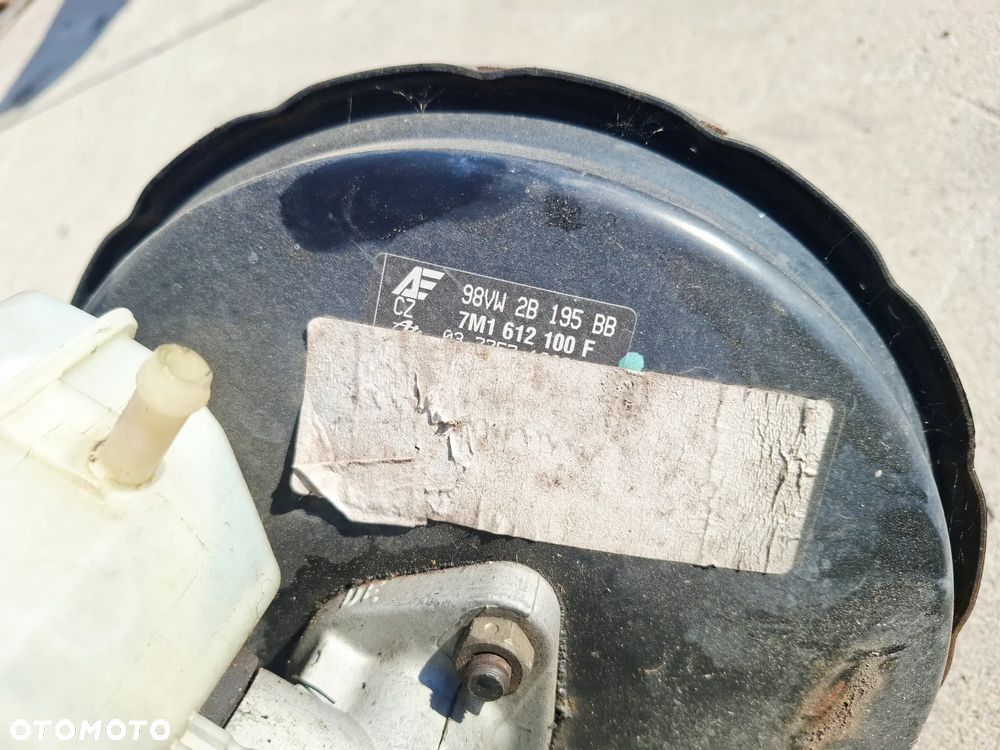 AE
98VW 2B 195 BB
CZ
7M1 612 100 F
OTOMOTO